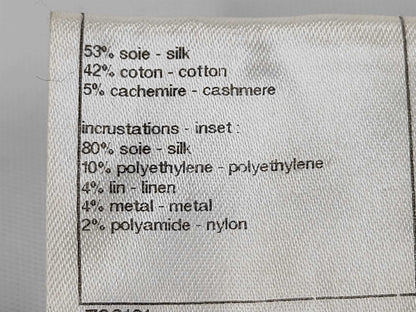 53% soie - silk
42% coton - cotton
5% cachemire - cashmere
incrustations - inset :
80% soie - silk
10% polyethylene - polyethylene
4% lin - linen
4% metal - metal
2% polyamide - nylon